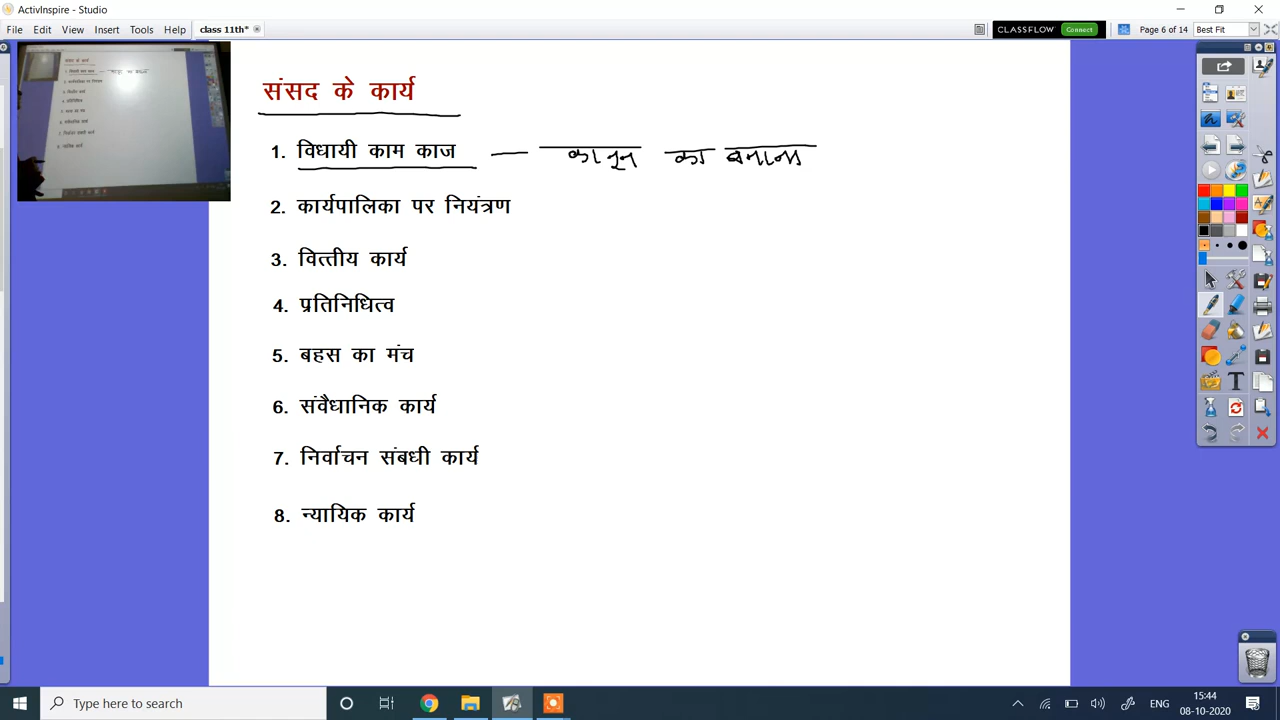 ActivInspire - Studio
File Edit View Insert Tools Help class 11th* CLASSFLOW Connect Page 6 of 14 Best Fit
संसद के कार्य
1. विधायी काम काज — कानून का बनाना
2. कार्यपालिका पर नियंत्रण
3. वित्तीय कार्य
4. प्रतिनिधित्व
5. बहस का मंच
6. संवैधानिक कार्य
7. निर्वाचन संबधी कार्य
8. न्यायिक कार्य
Type here to search
ENG
15:44
08-10-2020